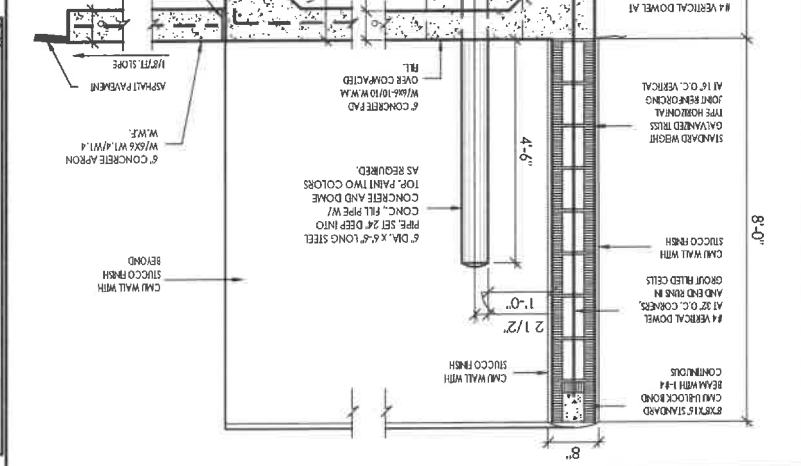 8"
8"X8"X16" STANDARD
CMU U-BLOCK BOND
BEAM WITH 1-#4
CONTINUOUS
CMU WALL WITH
STUCCO FINISH
#4 VERTICAL DOWEL
AT 32" O.C. CORNERS,
AND END RUNS IN
GROUT FILLED CELLS
2 1/2"
1'-0"
CMU WALL WITH
STUCCO FINISH
BEYOND
CMU WALL WITH
STUCCO FINISH
8'-0"
6" DIA. x 6'-6" LONG STEEL
PIPE, SET 24" DEEP INTO
CONC., FILL PIPE W/
CONCRETE AND DOME
TOP. PAINT TWO COLORS
AS REQUIRED.
4'-6"
STANDARD WEIGHT
GALVANIZED TRUSS
TYPE HORIZONTAL
JOINT REINFORCING
AT 16" O.C. VERTICAL
6" CONCRETE APRON
W/6X6 W1.4/W1.4
W.W.F.
6" CONCRETE PAD
W/6x6-10/10 W.W.M.
OVER COMPACTED
FILL
ASPHALT PAVEMENT
1/8"/FT. SLOPE
#4 VERTICAL DOWEL AT